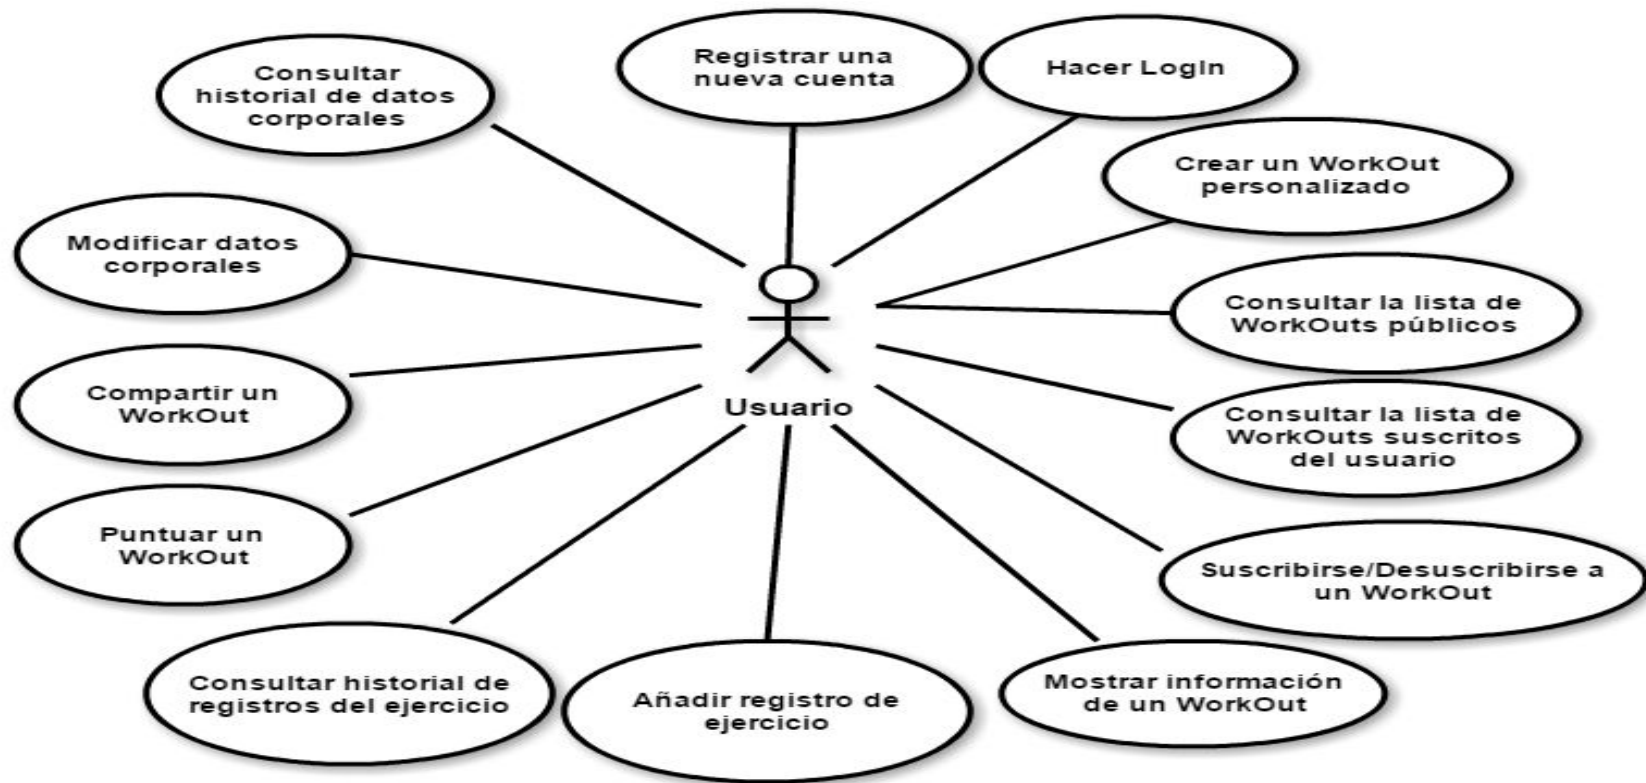 Registrar una
nueva cuenta
Hacer LogIn
Consultar
historial de datos
corporales
Crear un WorkOut
personalizado
Modificar datos
corporales
Consultar la lista de
WorkOuts públicos
Compartir un
WorkOut
Usuario
Consultar la lista de
WorkOuts suscritos
del usuario
Puntuar un
WorkOut
Suscribirse/Desuscribirse a
un WorkOut
Consultar historial de
registros del ejercicio
Añadir registro de
ejercicio
Mostrar información
de un WorkOut